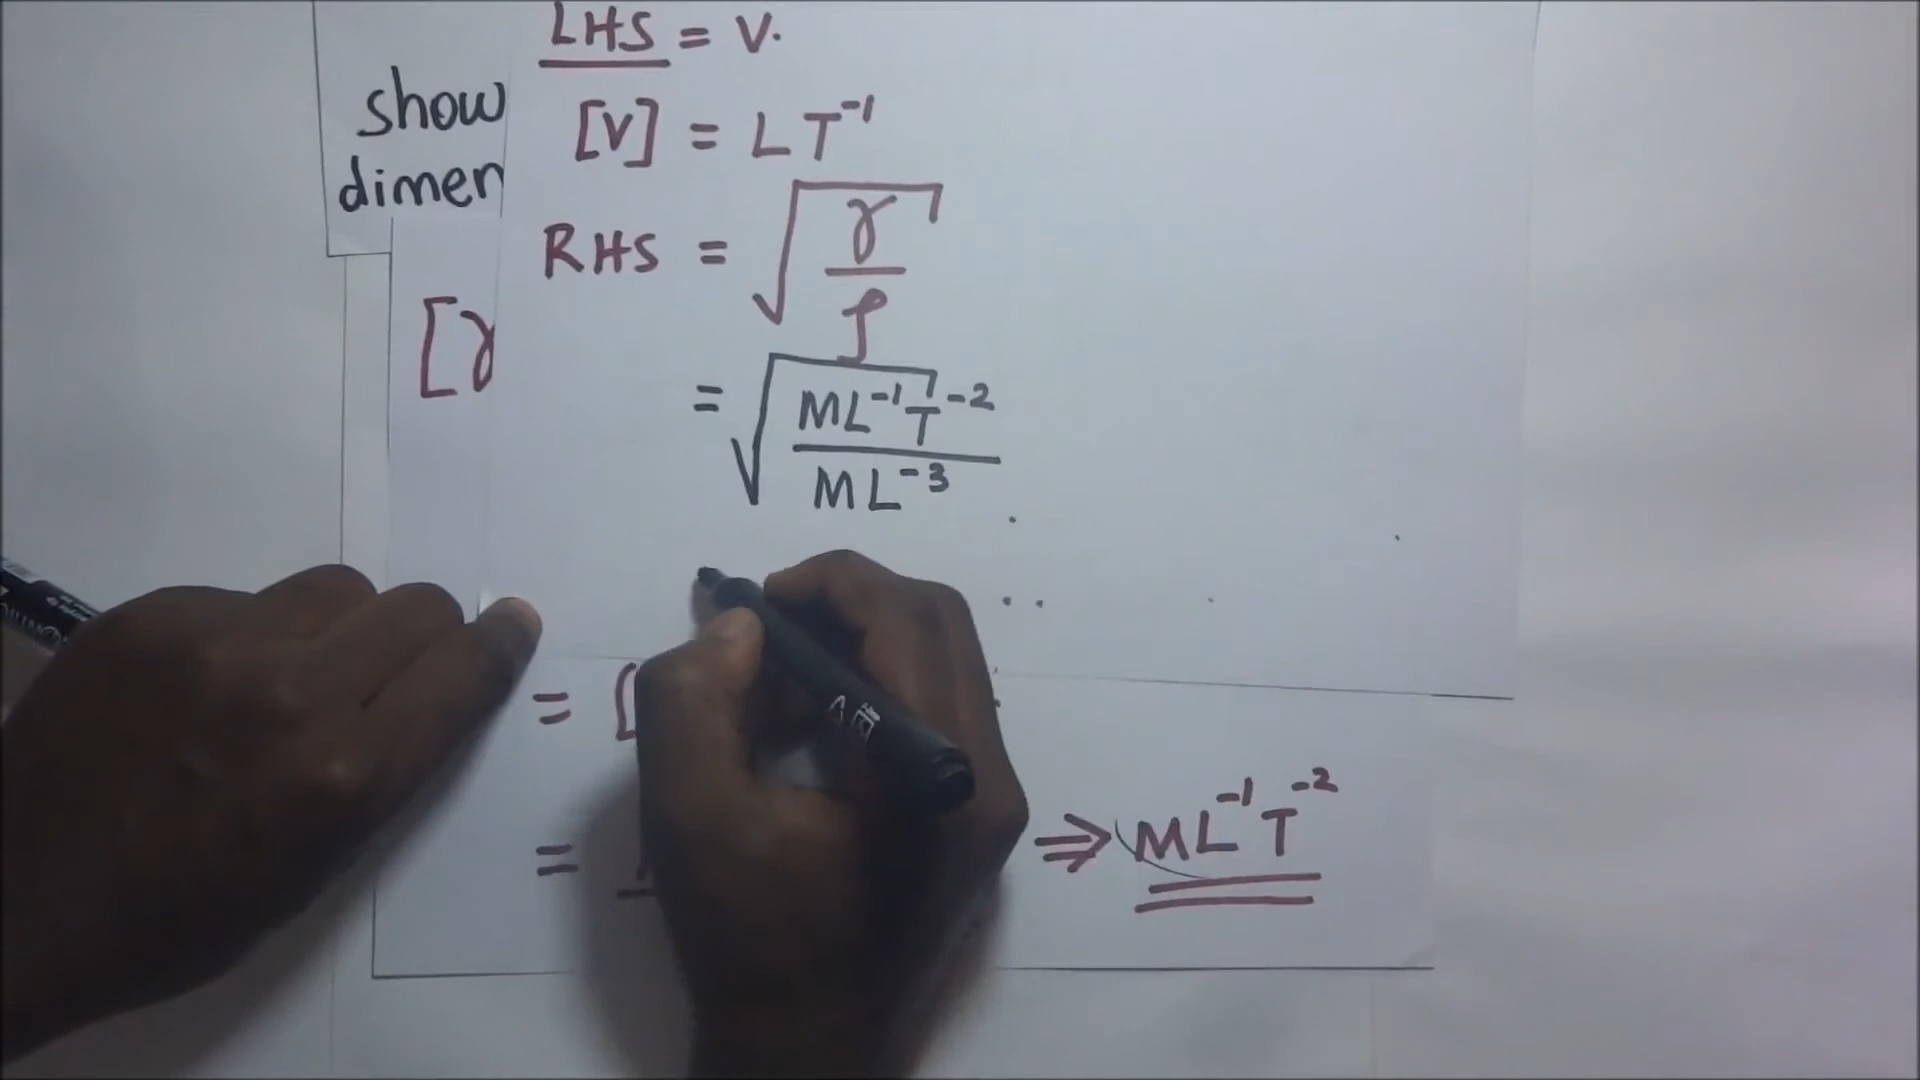 LHS = V.
show
[V] = LT⁻¹
dimen
RHS = √(γ/ρ)
[γ
= √(ML⁻¹T⁻²/ML⁻³)
= [
= ⇒ ML⁻¹T⁻²